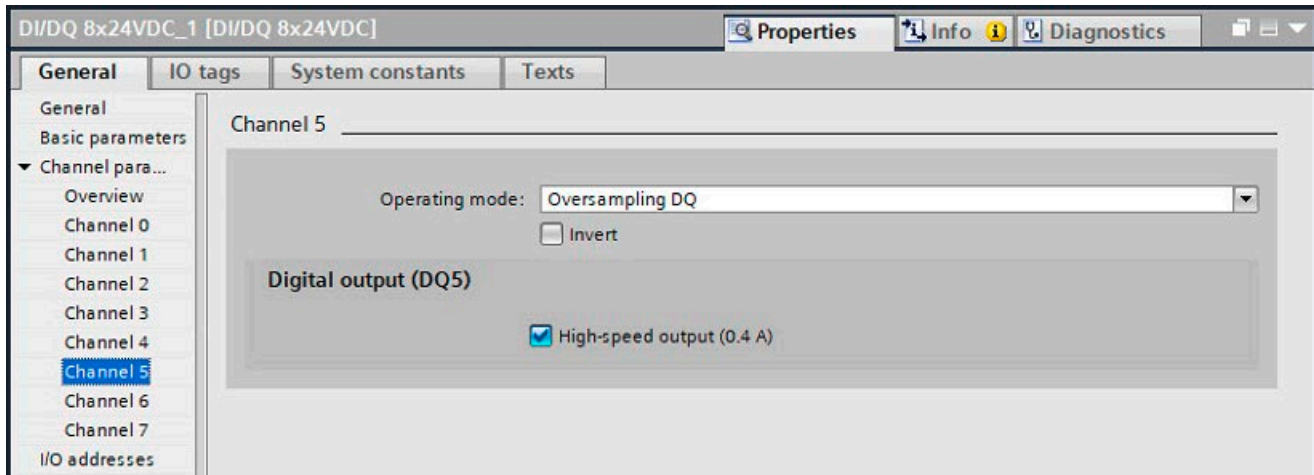 DI/DQ 8x24VDC_1 [DI/DQ 8x24VDC]
Properties
Info
Diagnostics
General
IO tags
System constants
Texts
General
Basic parameters
Channel para...
Overview
Channel 0
Channel 1
Channel 2
Channel 3
Channel 4
Channel 5
Channel 6
Channel 7
I/O addresses
Channel 5
Operating mode: Oversampling DQ
Invert
Digital output (DQ5)
High-speed output (0.4 A)